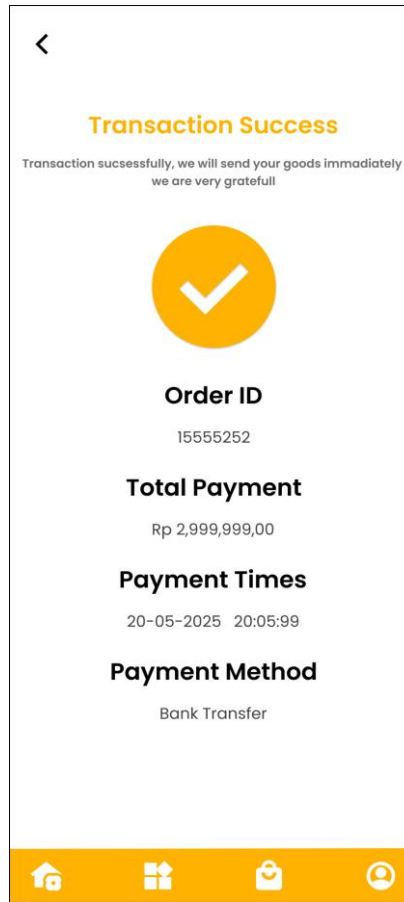 Transaction Success
Transaction sucsessfully, we will send your goods immadiately
we are very gratefull
Order ID
15555252
Total Payment
Rp 2,999,999,00
Payment Times
20-05-2025 20:05:99
Payment Method
Bank Transfer